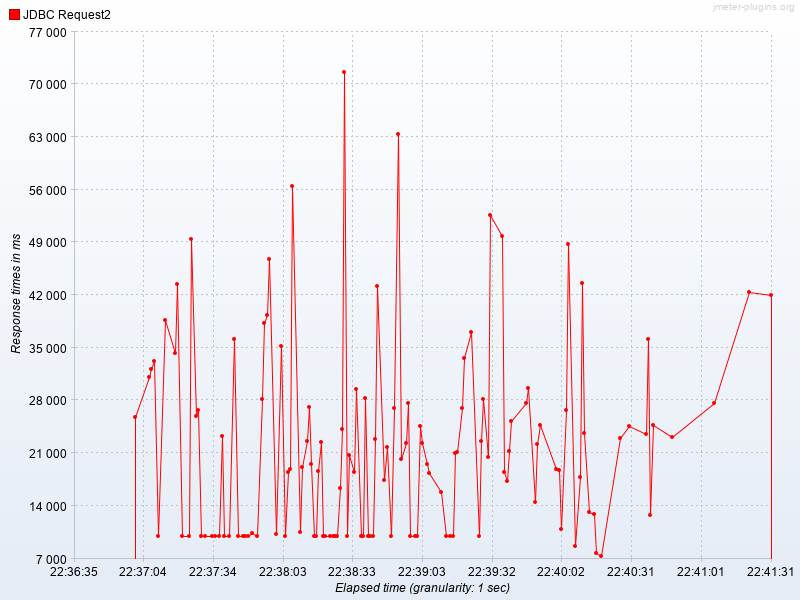 jmeter-plugins.org
JDBC Request2
77 000
70 000
63 000
56 000
49 000
42 000
35 000
28 000
21 000
14 000
7 000
Response times in ms
22:36:35 22:37:04 22:37:34 22:38:03 22:38:33 22:39:03 22:39:32 22:40:02 22:40:31 22:41:01 22:41:31
Elapsed time (granularity: 1 sec)